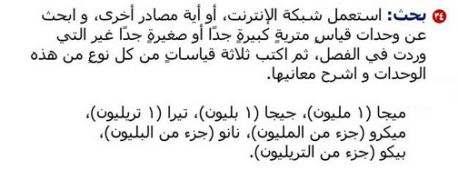 ٢٤ بحث: استعمل شبكة الإنترنت، أو أية مصادر أخرى، و ابحث
عن وحدات قياس متريةٍ كبيرةٍ جدًا أو صغيرةٍ جدًا غير التي
وردت في الفصل، ثم اكتب ثلاثة قياساتٍ من كل نوعٍ من هذه
الوحدات و اشرح معانيها.
ميجا (١ مليون)، جيجا (١ بليون)، تيرا (١ تريليون)،
ميكرو (جزء من المليون)، نانو (جزء من البليون)،
بيكو (جزء من التريليون).